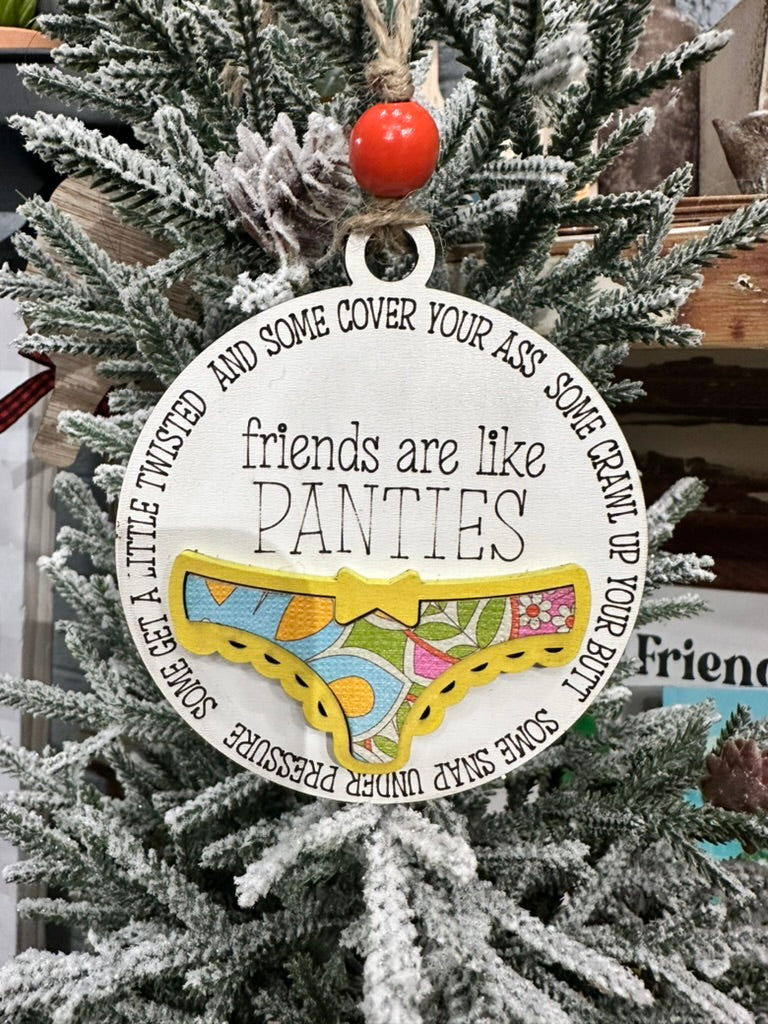 friends are like
PANTIES
SOME CRAWL UP YOUR BUTT
SOME SNAP UNDER PRESSURE
SOME GET A LITTLE TWISTED
AND SOME COVER YOUR ASS